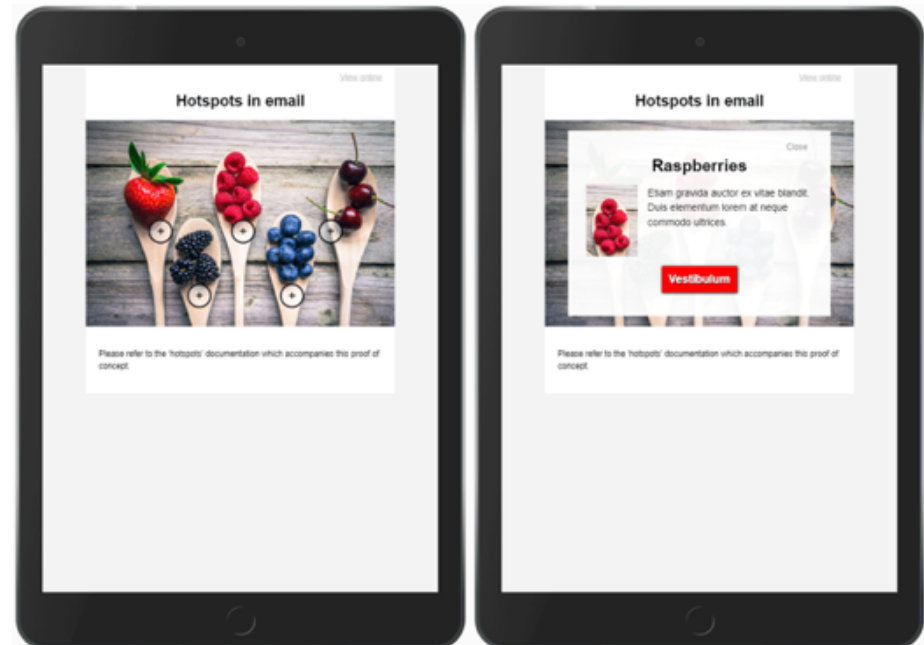 View online
Hotspots in email
Please refer to the 'hotspots' documentation which accompanies this proof of
concept.
View online
Hotspots in email
Close
Raspberries
Etiam gravida auctor ex vitae blandit.
Duis elementum lorem at neque
commodo ultrices.
Vestibulum
Please refer to the 'hotspots' documentation which accompanies this proof of
concept.